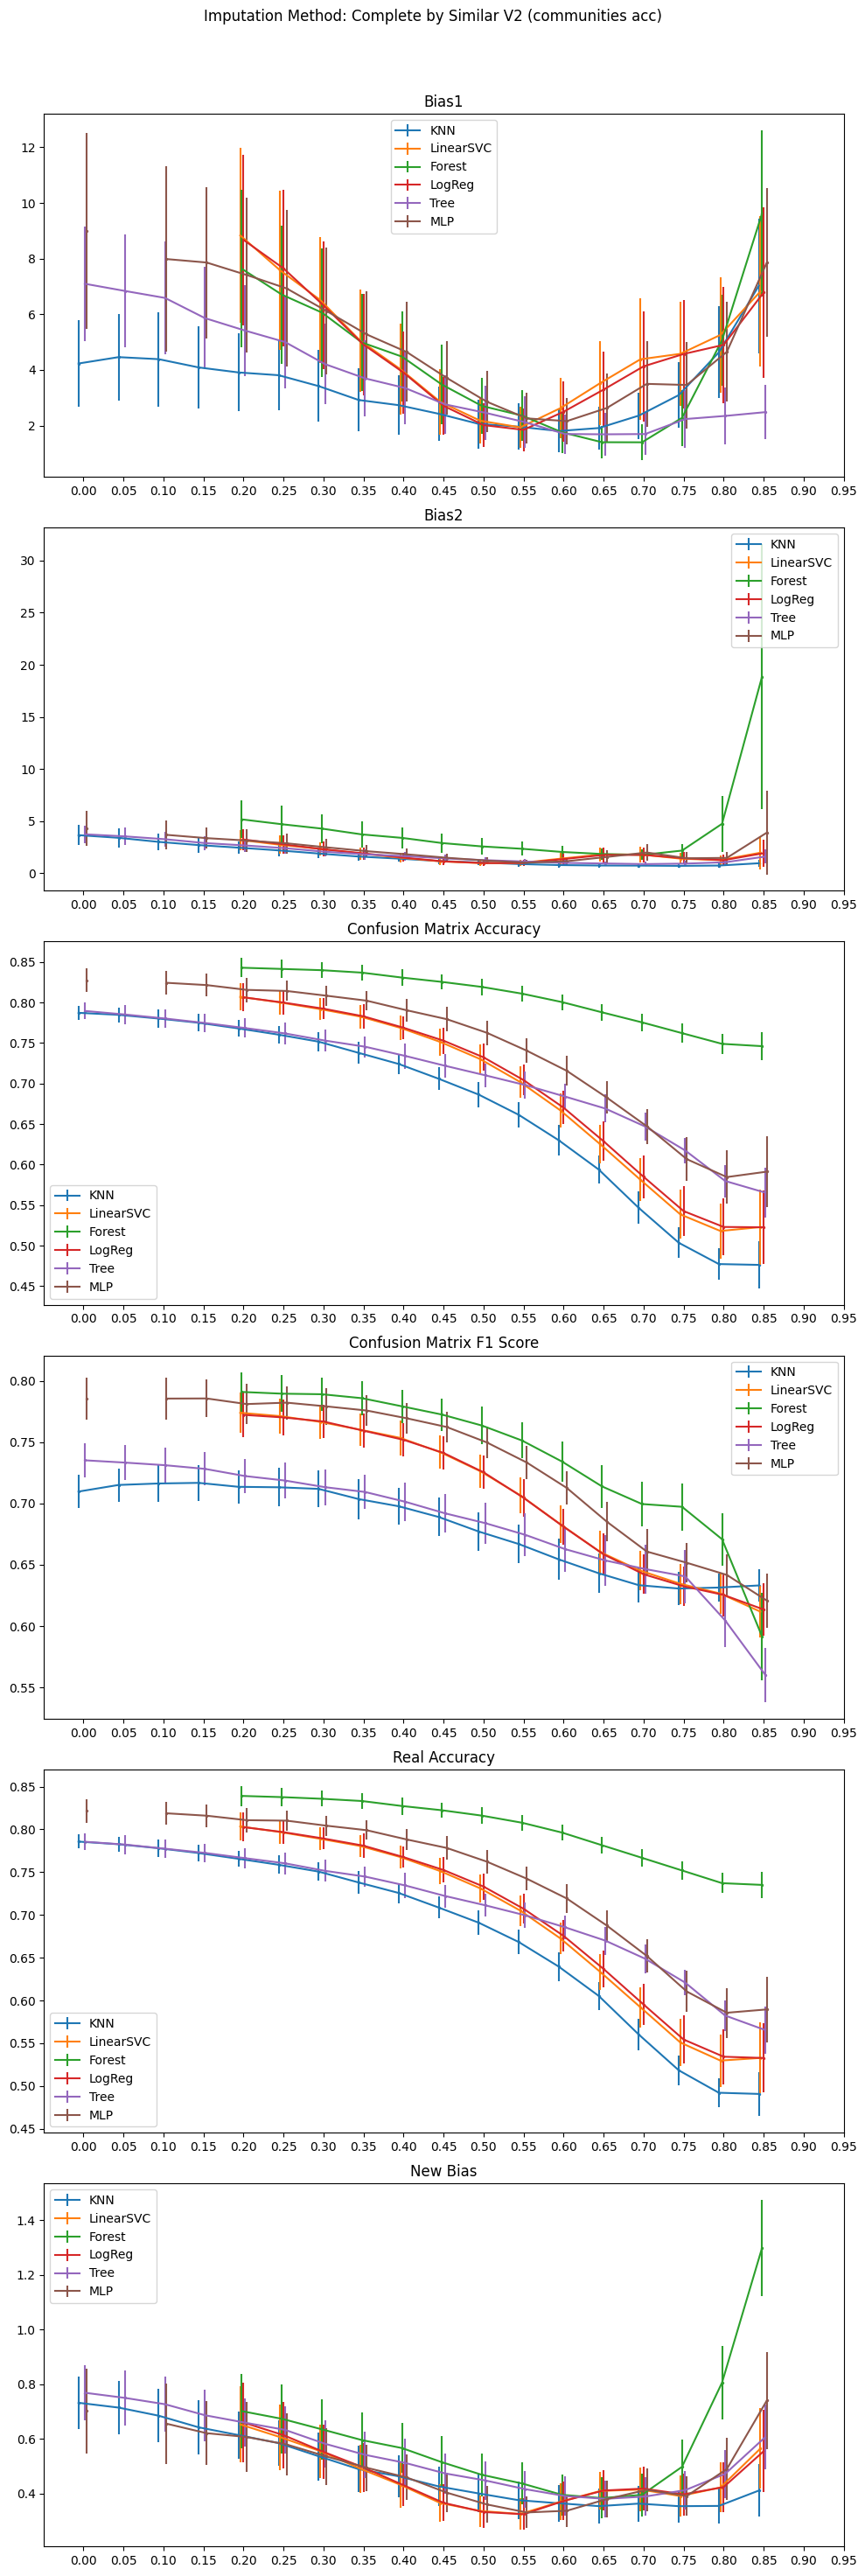 Imputation Method: Complete by Similar V2 (communities acc)
Bias1
12
10
8
6
4
2
KNN
LinearSVC
Forest
LogReg
Tree
MLP
0.00 0.05 0.10 0.15 0.20 0.25 0.30 0.35 0.40 0.45 0.50 0.55 0.60 0.65 0.70 0.75 0.80 0.85 0.90 0.95
Bias2
30
25
20
15
10
5
0
KNN
LinearSVC
Forest
LogReg
Tree
MLP
0.00 0.05 0.10 0.15 0.20 0.25 0.30 0.35 0.40 0.45 0.50 0.55 0.60 0.65 0.70 0.75 0.80 0.85 0.90 0.95
Confusion Matrix Accuracy
0.85
0.80
0.75
0.70
0.65
0.60
0.55
0.50
0.45
KNN
LinearSVC
Forest
LogReg
Tree
MLP
0.00 0.05 0.10 0.15 0.20 0.25 0.30 0.35 0.40 0.45 0.50 0.55 0.60 0.65 0.70 0.75 0.80 0.85 0.90 0.95
Confusion Matrix F1 Score
0.80
0.75
0.70
0.65
0.60
0.55
KNN
LinearSVC
Forest
LogReg
Tree
MLP
0.00 0.05 0.10 0.15 0.20 0.25 0.30 0.35 0.40 0.45 0.50 0.55 0.60 0.65 0.70 0.75 0.80 0.85 0.90 0.95
Real Accuracy
0.85
0.80
0.75
0.70
0.65
0.60
0.55
0.50
0.45
KNN
LinearSVC
Forest
LogReg
Tree
MLP
0.00 0.05 0.10 0.15 0.20 0.25 0.30 0.35 0.40 0.45 0.50 0.55 0.60 0.65 0.70 0.75 0.80 0.85 0.90 0.95
New Bias
1.4
1.2
1.0
0.8
0.6
0.4
KNN
LinearSVC
Forest
LogReg
Tree
MLP
0.00 0.05 0.10 0.15 0.20 0.25 0.30 0.35 0.40 0.45 0.50 0.55 0.60 0.65 0.70 0.75 0.80 0.85 0.90 0.95